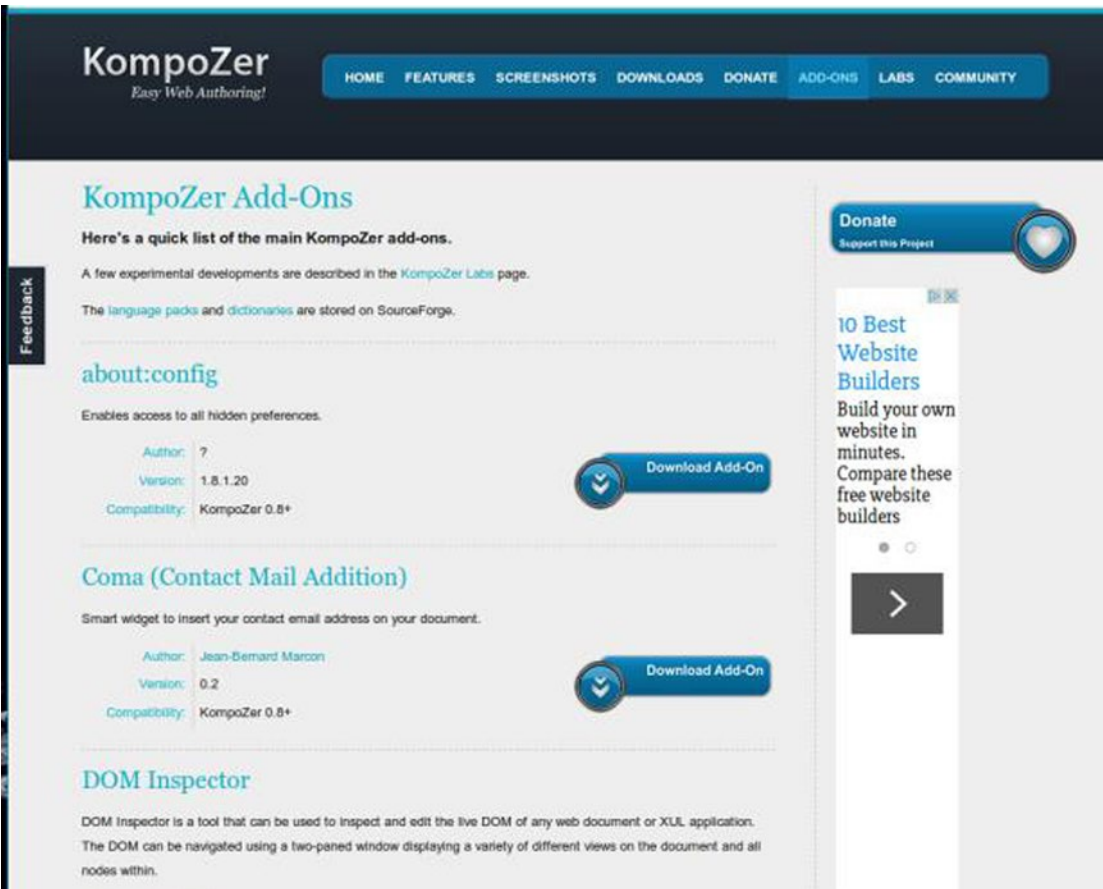 KompoZer
Easy Web Authoring!
HOME FEATURES SCREENSHOTS DOWNLOADS DONATE ADD-ONS LABS COMMUNITY
KompoZer Add-Ons
Here's a quick list of the main KompoZer add-ons.
A few experimental developments are described in the KompoZer Labs page.
The language packs and dictionaries are stored on SourceForge.
Feedback
about:config
Enables access to all hidden preferences.
Author: ?
Version: 1.8.1.20
Compatibility: KompoZer 0.8+
Download Add-On
Coma (Contact Mail Addition)
Smart widget to insert your contact email address on your document.
Author: Jean-Bernard Marcon
Version: 0.2
Compatibility: KompoZer 0.8+
Download Add-On
DOM Inspector
DOM Inspector is a tool that can be used to inspect and edit the live DOM of any web document or XUL application.
The DOM can be navigated using a two-paned window displaying a variety of different views on the document and all
nodes within.
Donate
Support this Project
10 Best
Website
Builders
Build your own
website in
minutes.
Compare these
free website
builders